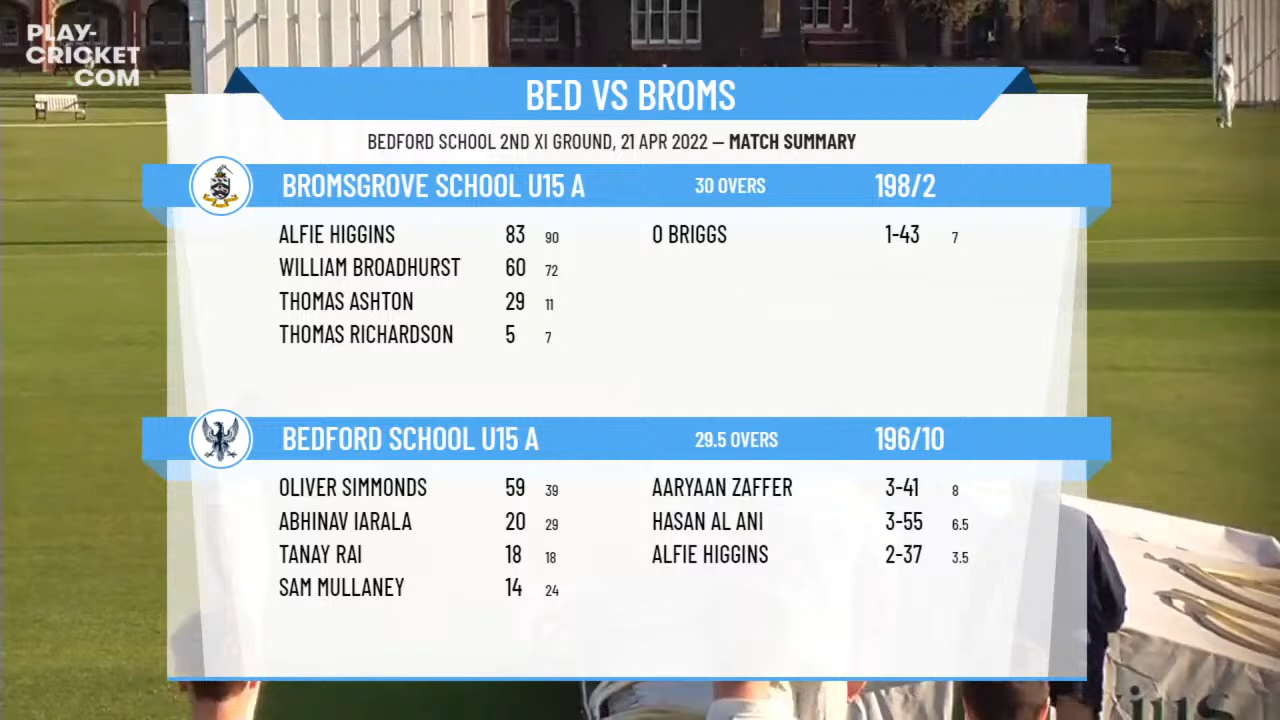 PLAY-
CRICKET
COM
BED VS BROMS
BEDFORD SCHOOL 2ND XI GROUND, 21 APR 2022 – MATCH SUMMARY
BROMSGROVE SCHOOL U15 A 30 OVERS 198/2
ALFIE HIGGINS 83 90 O BRIGGS 1-43 7
WILLIAM BROADHURST 60 72
THOMAS ASHTON 29 11
THOMAS RICHARDSON 5 7
BEDFORD SCHOOL U15 A 29.5 OVERS 196/10
OLIVER SIMMONDS 59 39 AARYAAN ZAFFER 3-41 8
ABHINAV IARALA 20 29 HASAN AL ANI 3-55 6.5
TANAY RAI 18 18 ALFIE HIGGINS 2-37 3.5
SAM MULLANEY 14 24